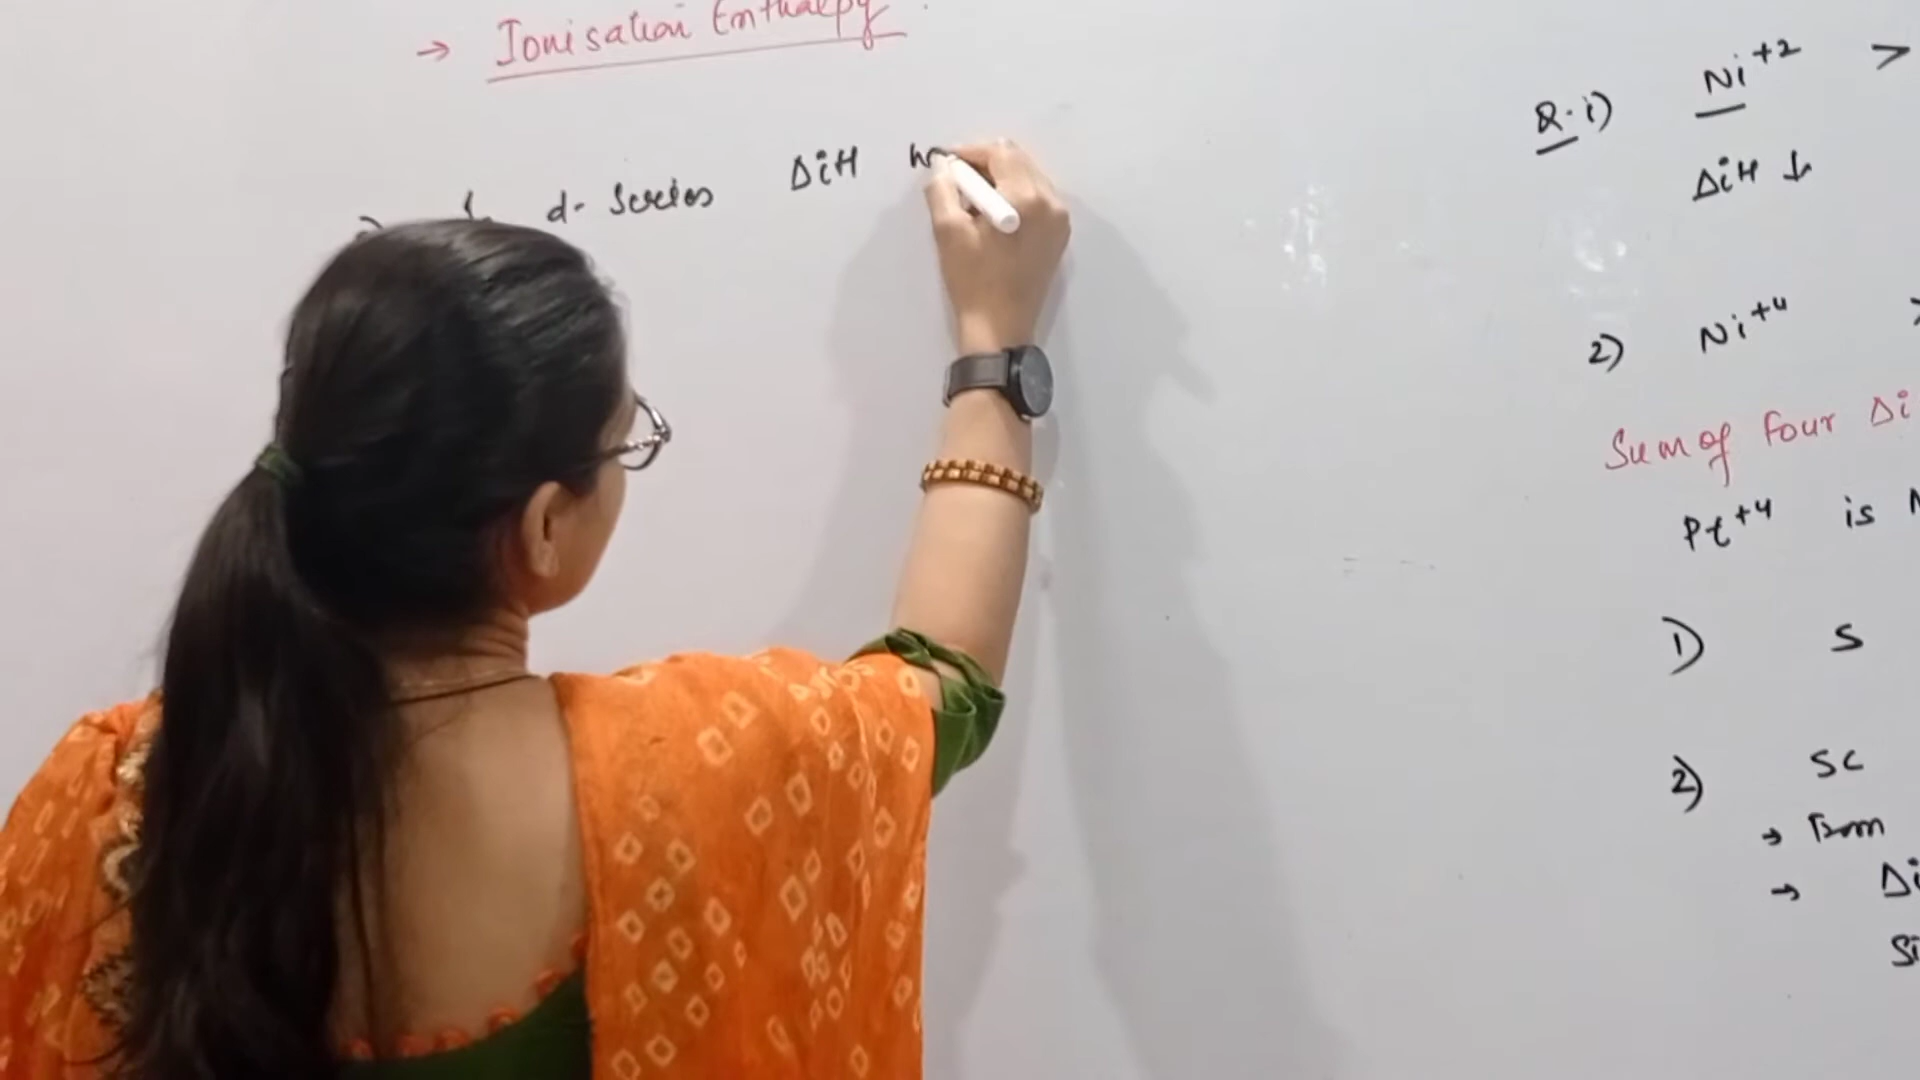 → Ionisation Enthalpy
d- Series ΔiH
Q.1) Ni+2 >
ΔiH ↓
2) Ni+4
Sum of four Δi
Pt+4 is
1) S
2) Sc
→ From
→ Δi
Si